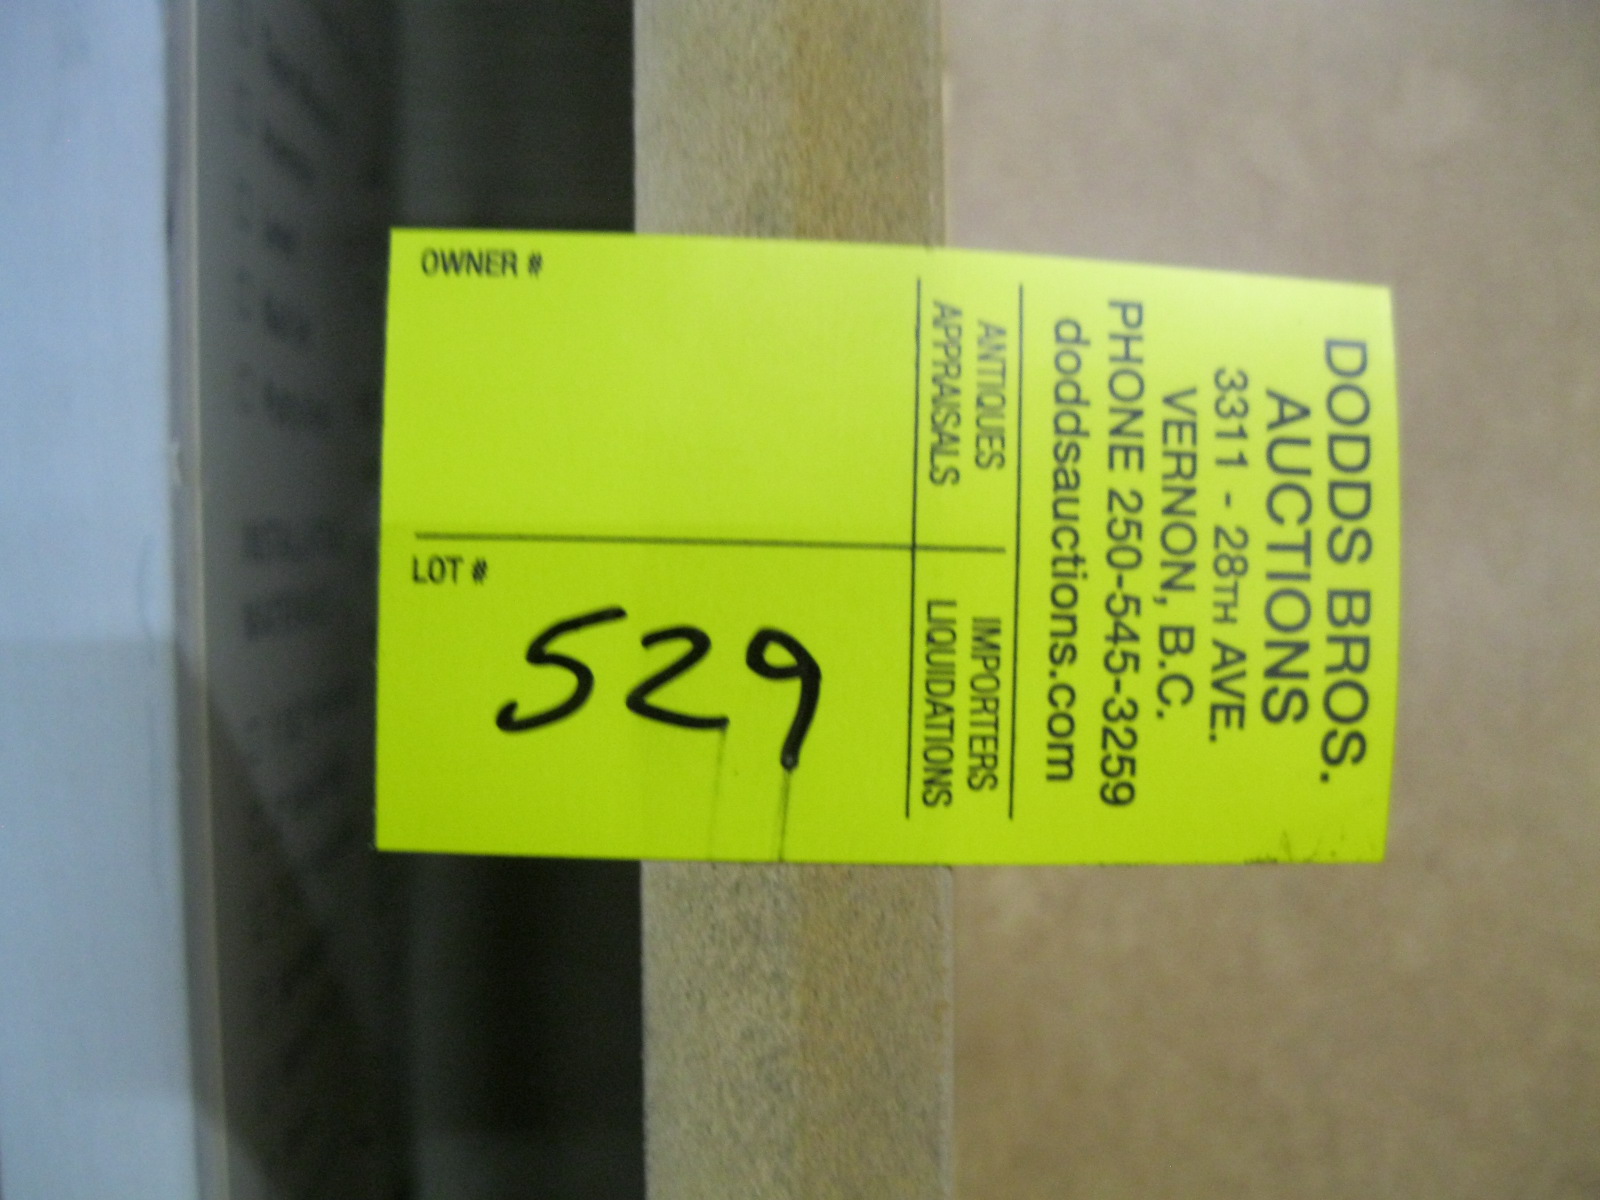 DODDS BROS.
AUCTIONS
3311 - 28TH AVE.
VERNON, B.C.
PHONE 250-545-3259
doddsauctions.com
ANTIQUES
APPRAISALS
IMPORTERS
LIQUIDATIONS
OWNER #
LOT #
529